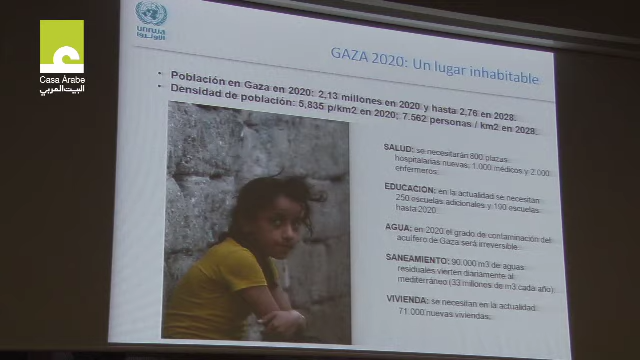 unrwa
الأونروا
Casa Árabe
البيت العربي
GAZA 2020: Un lugar inhabitable
- Población en Gaza en 2020: 2,13 millones en 2020 y hasta 2,76 en 2028.
- Densidad de población: 5,835 p/km2 en 2020; 7.562 personas / km2 en 2028.
SALUD: se necesitarán 800 plazas
hospitalarias nuevas, 1.000 médicos y 2.000
enfermeros.
EDUCACION: en la actualidad se necesitan
250 escuelas adicionales y 100 escuelas
hasta 2020
AGUA: en 2020 el grado de contaminación del
acuífero de Gaza será irreversible.
SANEAMIENTO: 90.000 m3 de aguas
residuales vierten diariamente al
mediterráneo (33 millones de m3 cada año)
VIVIENDA: se necesitan en la actualidad
71.000 nuevas viviendas.